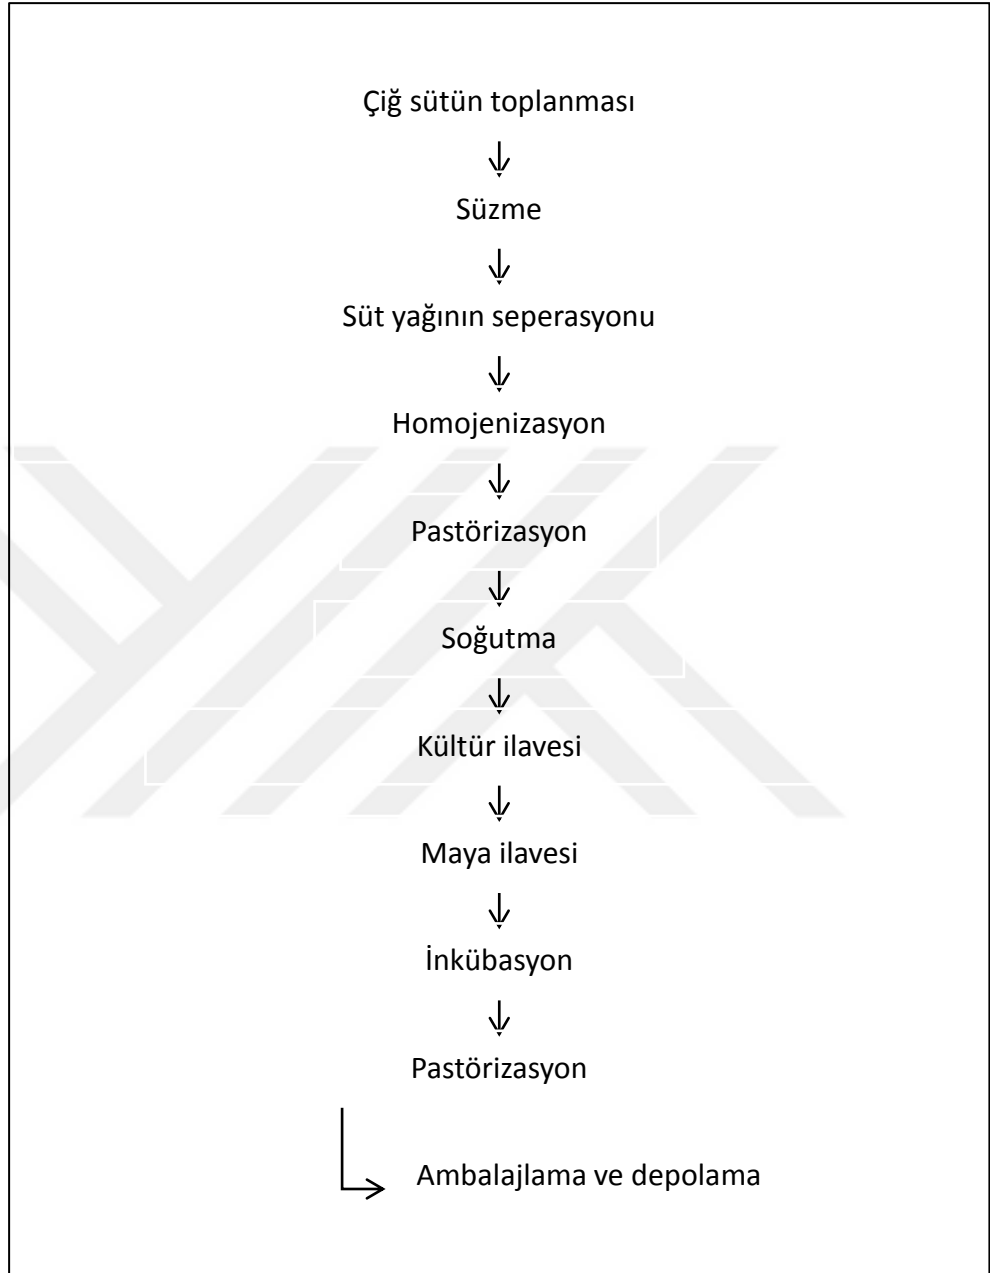 Çiğ sütün toplanması
Süzme
Süt yağının seperasyonu
Homojenizasyon
Pastörizasyon
Soğutma
Kültür ilavesi
Maya ilavesi
İnkübasyon
Pastörizasyon
Ambalajlama ve depolama